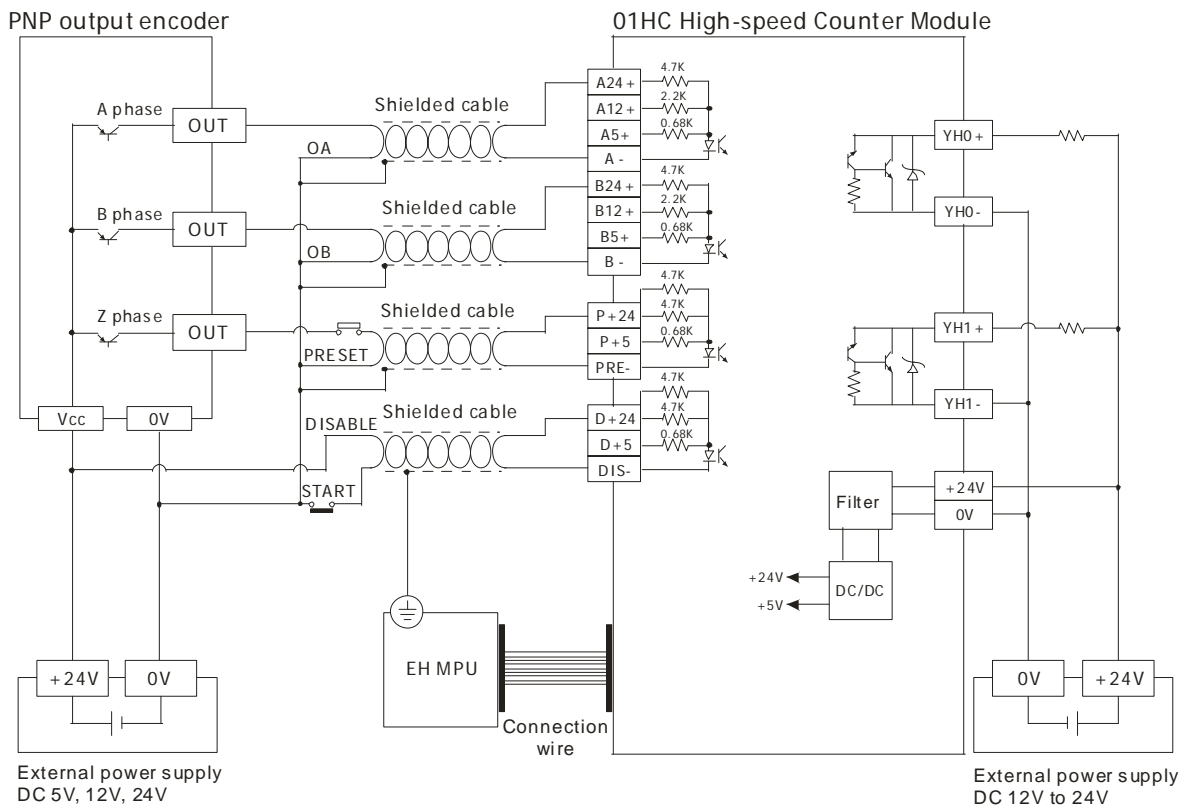 PNP output encoder
01HC High-speed Counter Module
A phase
OUT
OA
Shielded cable
A24+
A12+
A5+
A-
4.7K
2.2K
0.68K
B phase
OUT
OB
Shielded cable
B24+
B12+
B5+
B-
4.7K
2.2K
0.68K
Z phase
OUT
PRESET
Shielded cable
P+24
P+5
PRE-
4.7K
4.7K
0.68K
Vcc
0V
DISABLE
START
Shielded cable
D+24
D+5
DIS-
4.7K
4.7K
0.68K
YH0+
YH0-
YH1+
YH1-
+24V
0V
Filter
DC/DC
+24V
+5V
EH MPU
Connection
wire
+24V
0V
External power supply
DC 5V, 12V, 24V
0V
+24V
External power supply
DC 12V to 24V